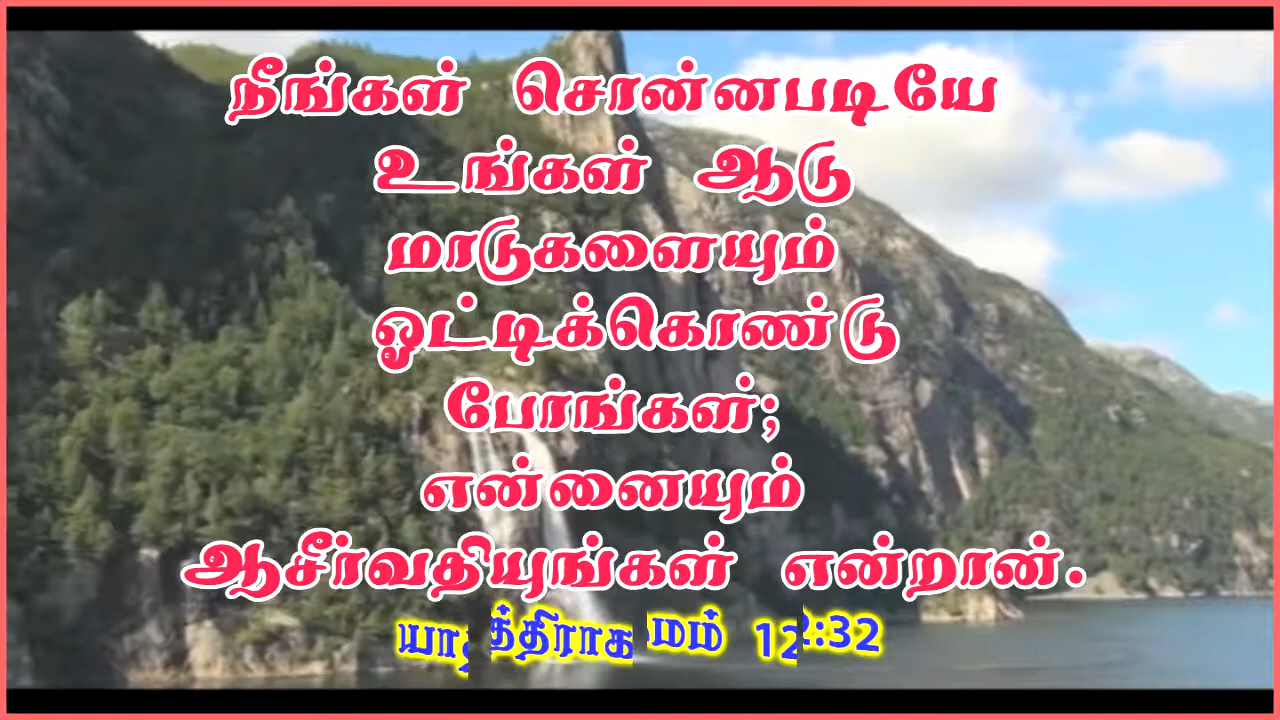 நீங்கள் சொன்னபடியே
உங்கள் ஆடு
மாடுகளையும்
ஓட்டிக்கொண்டு
போங்கள்;
என்னையும்
ஆசீர்வதியுங்கள் என்றான்.
யாத்திராகமம் 12:32